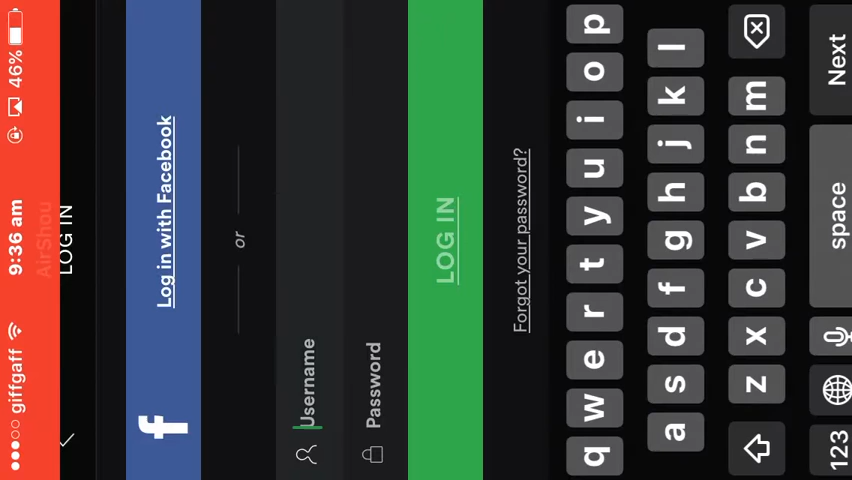 giffgaff 9:36 am 46%
AirShou
LOG IN
f Log in with Facebook
or
Username
Password
LOG IN
Forgot your password?
q w e r t y u i o p
a s d f g h j k l
z x c v b n m
123 space Next